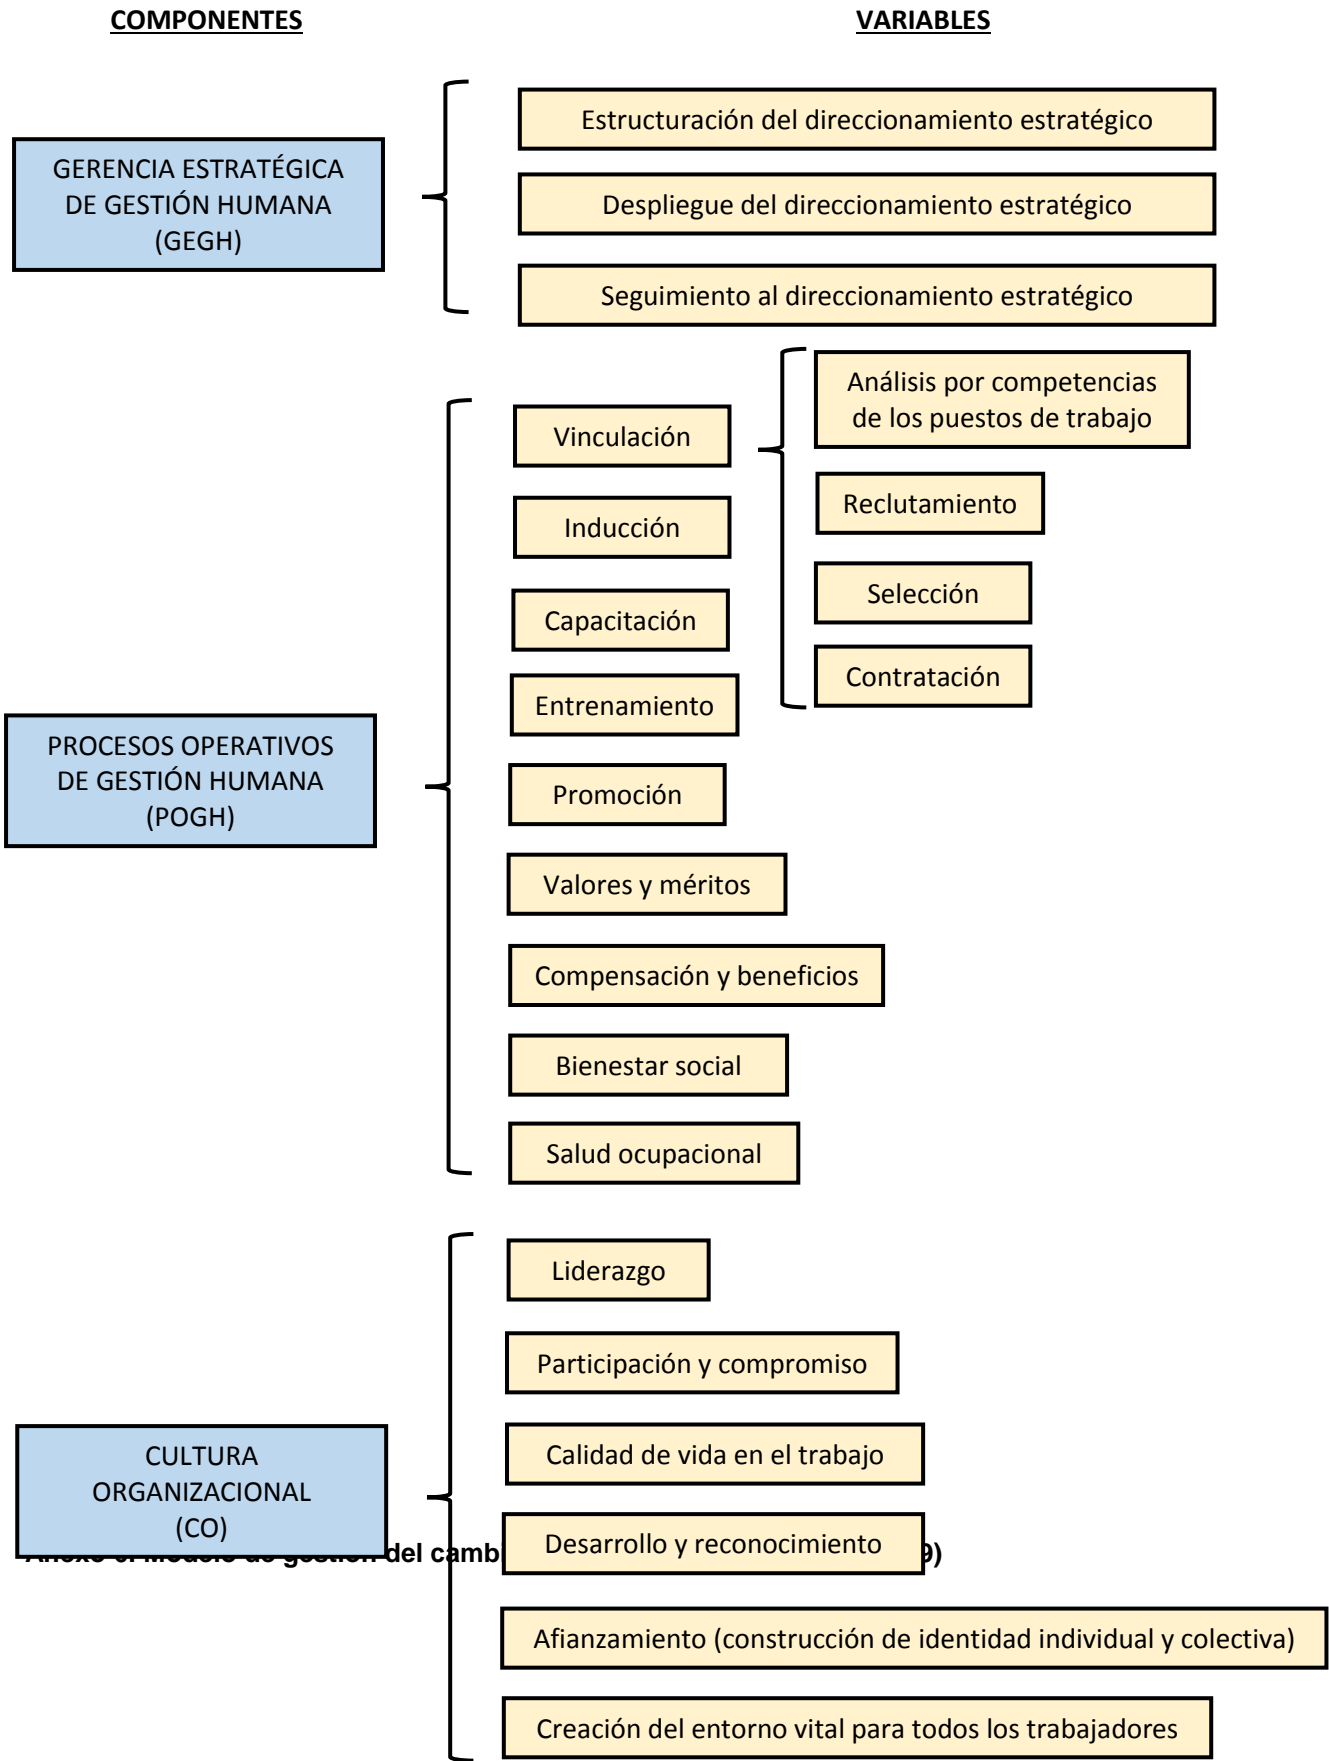 COMPONENTES
VARIABLES
GERENCIA ESTRATÉGICA
DE GESTIÓN HUMANA
(GEGH)
Estructuración del direccionamiento estratégico
Despliegue del direccionamiento estratégico
Seguimiento al direccionamiento estratégico
PROCESOS OPERATIVOS
DE GESTIÓN HUMANA
(POGH)
Vinculación
Análisis por competencias
de los puestos de trabajo
Reclutamiento
Selección
Contratación
Inducción
Capacitación
Entrenamiento
Promoción
Valores y méritos
Compensación y beneficios
Bienestar social
Salud ocupacional
CULTURA
ORGANIZACIONAL
(CO)
Liderazgo
Participación y compromiso
Calidad de vida en el trabajo
Desarrollo y reconocimiento
Afianzamiento (construcción de identidad individual y colectiva)
Creación del entorno vital para todos los trabajadores
del cambi 9)